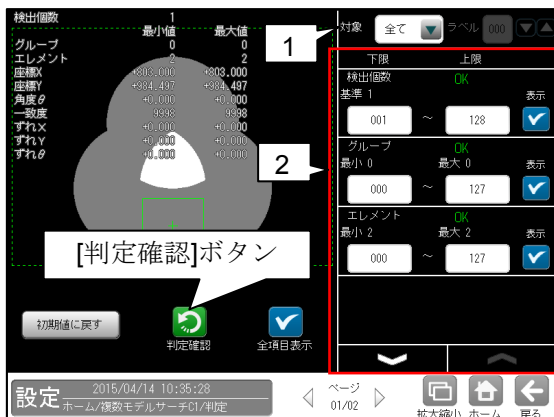 検出個数 1
最小値 最大値
グループ 0 0
エレメント 2 2
座標X +803.000 +803.000
座標Y +984.497 +984.497
角度θ +0.000 +0.000
一致度 9998 9998
ずれX +0.000 +0.000
ずれY +0.000 +0.000
ずれθ +0.000 +0.000
1
2
[判定確認]ボタン
初期値に戻す
判定確認
全項目表示
対象 全て ラベル 000
下限 上限
検出個数 OK
基準 1 表示
001 ~ 128
グループ OK
最小 0 最大 0 表示
000 ~ 127
エレメント OK
最小 2 最大 2 表示
000 ~ 127
設定
2015/04/14 10:35:28
ホーム/複数モデルサーチC1/判定
ページ
01/02
拡大縮小 ホーム 戻る